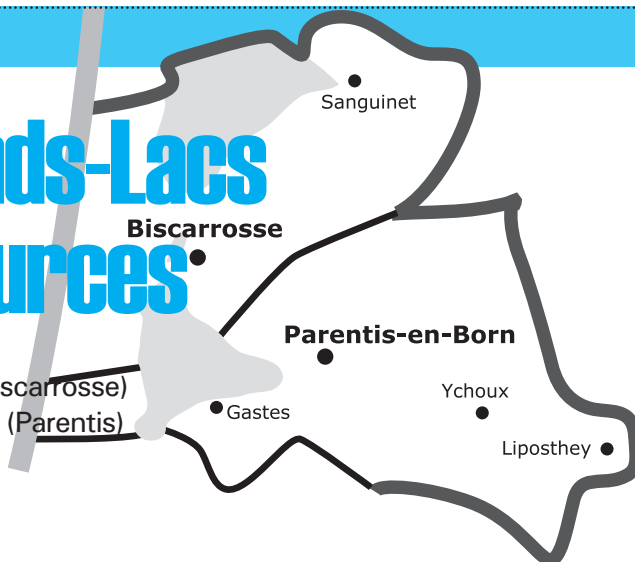 Sanguinet
nds-Lacs
Biscarrosse
urces
Parentis-en-Born
scarrosse)
Ychoux
Gastes
(Parentis)
Liposthey